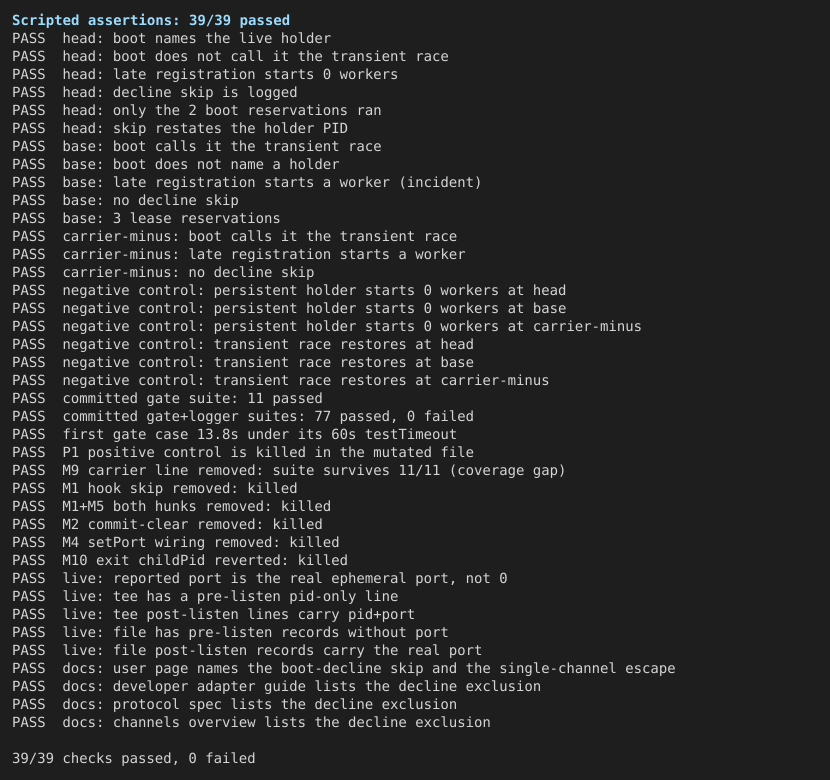 Scripted assertions: 39/39 passed
PASS  head: boot names the live holder
PASS  head: boot does not call it the transient race
PASS  head: late registration starts 0 workers
PASS  head: decline skip is logged
PASS  head: only the 2 boot reservations ran
PASS  head: skip restates the holder PID
PASS  base: boot calls it the transient race
PASS  base: boot does not name a holder
PASS  base: late registration starts a worker (incident)
PASS  base: no decline skip
PASS  base: 3 lease reservations
PASS  carrier-minus: boot calls it the transient race
PASS  carrier-minus: late registration starts a worker
PASS  carrier-minus: no decline skip
PASS  negative control: persistent holder starts 0 workers at head
PASS  negative control: persistent holder starts 0 workers at base
PASS  negative control: persistent holder starts 0 workers at carrier-minus
PASS  negative control: transient race restores at head
PASS  negative control: transient race restores at base
PASS  negative control: transient race restores at carrier-minus
PASS  committed gate suite: 11 passed
PASS  committed gate+logger suites: 77 passed, 0 failed
PASS  first gate case 13.8s under its 60s testTimeout
PASS  P1 positive control is killed in the mutated file
PASS  M9 carrier line removed: suite survives 11/11 (coverage gap)
PASS  M1 hook skip removed: killed
PASS  M1+M5 both hunks removed: killed
PASS  M2 commit-clear removed: killed
PASS  M4 setPort wiring removed: killed
PASS  M10 exit childPid reverted: killed
PASS  live: reported port is the real ephemeral port, not 0
PASS  live: tee has a pre-listen pid-only line
PASS  live: tee post-listen lines carry pid+port
PASS  live: file has pre-listen records without port
PASS  live: file post-listen records carry the real port
PASS  docs: user page names the boot-decline skip and the single-channel escape
PASS  docs: developer adapter guide lists the decline exclusion
PASS  docs: protocol spec lists the decline exclusion
PASS  docs: channels overview lists the decline exclusion
39/39 checks passed, 0 failed